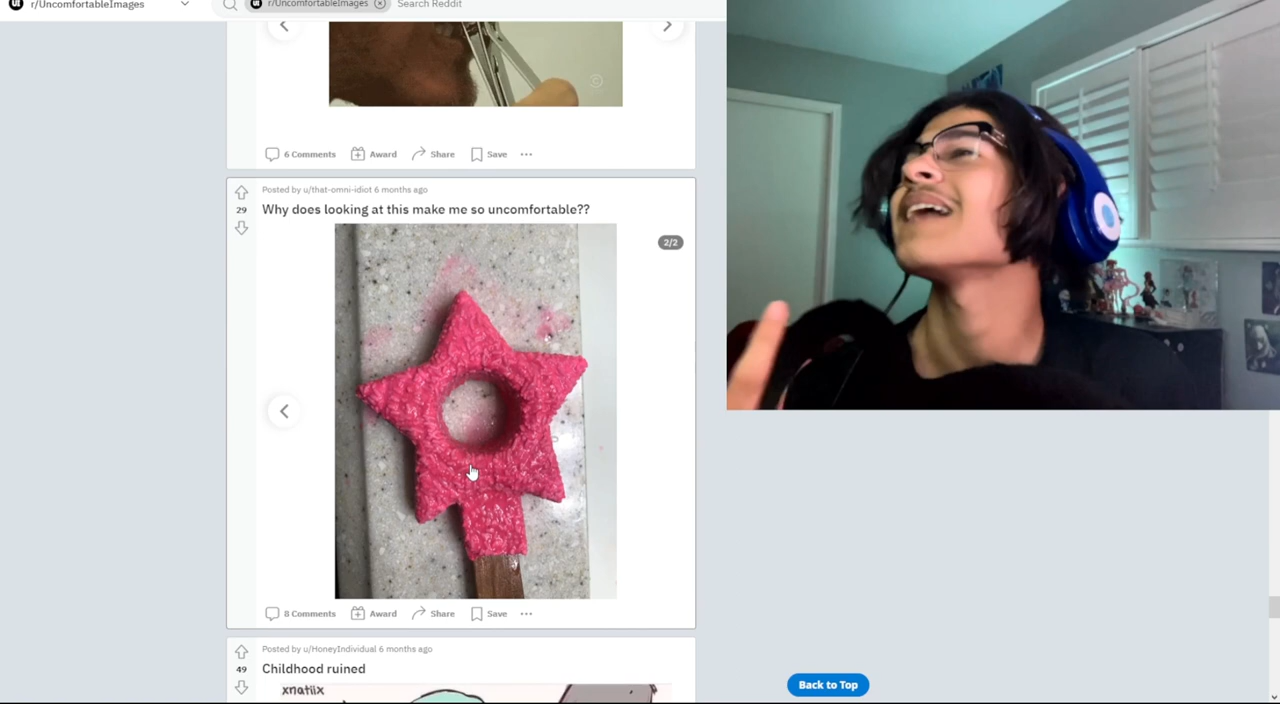 r/UncomfortableImages
r/UncomfortableImages
Search Reddit
©
6 Comments Award Share Save
Posted by u/that-omni-idiot 6 months ago
29
Why does looking at this make me so uncomfortable??
2/2
8 Comments Award Share Save
Posted by u/HoneyIndividual 6 months ago
49
Childhood ruined
xnatiix
Back to Top